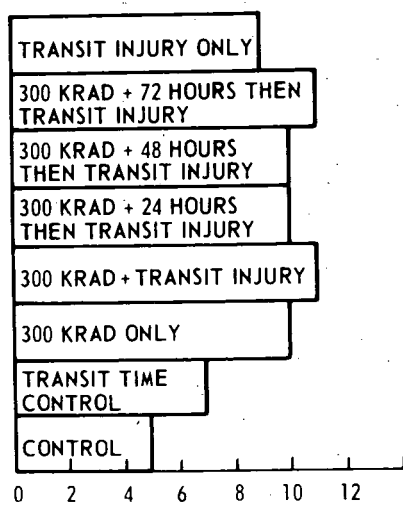 TRANSIT INJURY ONLY
300 KRAD + 72 HOURS THEN
TRANSIT INJURY
300 KRAD + 48 HOURS
THEN TRANSIT INJURY
300 KRAD + 24 HOURS
THEN TRANSIT INJURY
300 KRAD + TRANSIT INJURY
300 KRAD ONLY
TRANSIT TIME
CONTROL
CONTROL
0 2 4 6 8 10 12